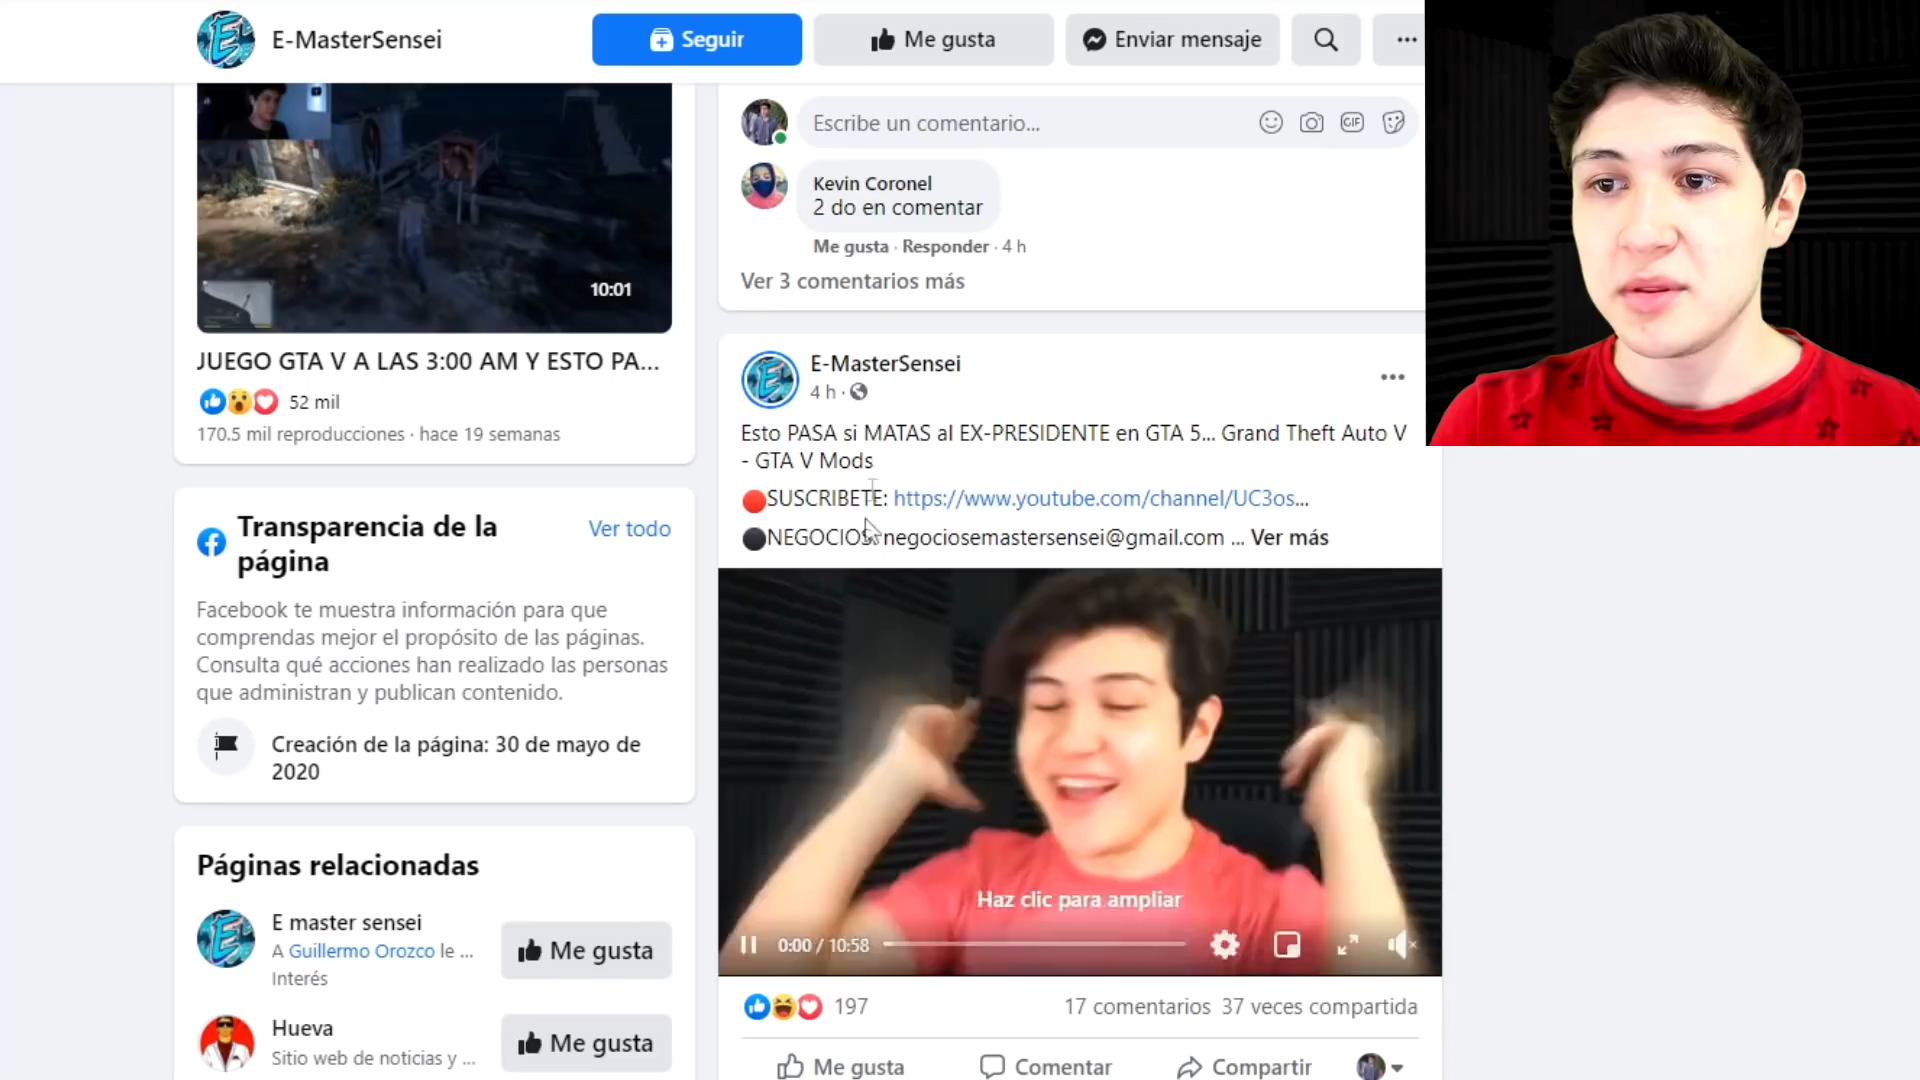 E-MasterSensei
Seguir
Me gusta
Enviar mensaje
10:01
JUEGO GTA V A LAS 3:00 AM Y ESTO PA...
52 mil
170.5 mil reproducciones · hace 19 semanas
Transparencia de la
página
Ver todo
Facebook te muestra información para que
comprendas mejor el propósito de las páginas.
Consulta qué acciones han realizado las personas
que administran y publican contenido.
Creación de la página: 30 de mayo de
2020
Páginas relacionadas
E master sensei
A Guillermo Orozco le ...
Interés
Me gusta
Hueva
Sitio web de noticias y ...
Me gusta
Escribe un comentario...
GIF
Kevin Coronel
2 do en comentar
Me gusta · Responder · 4 h
Ver 3 comentarios más
E-MasterSensei
4 h ·
Esto PASA si MATAS al EX-PRESIDENTE en GTA 5... Grand Theft Auto V
- GTA V Mods
SUSCRIBETE: https://www.youtube.com/channel/UC3os...
NEGOCIOS: negociosemastersensei@gmail.com ... Ver más
Haz clic para ampliar
0:00 / 10:58
197
17 comentarios 37 veces compartida
Me gusta
Comentar
Compartir